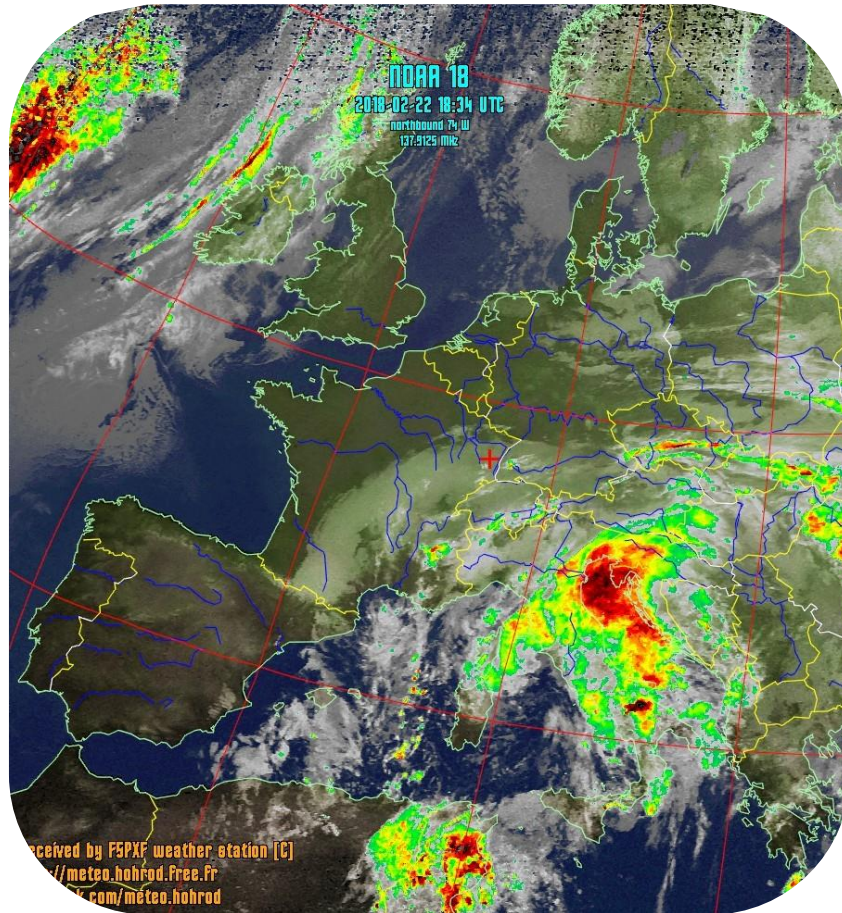 NOAA 18
2018-02-22 18:34 UTC
northbound 74 W
137.9125 MHz
eceived by F5PXF weather station [C]
://meteo.hohrod.free.fr
k.com/meteo.hohrod